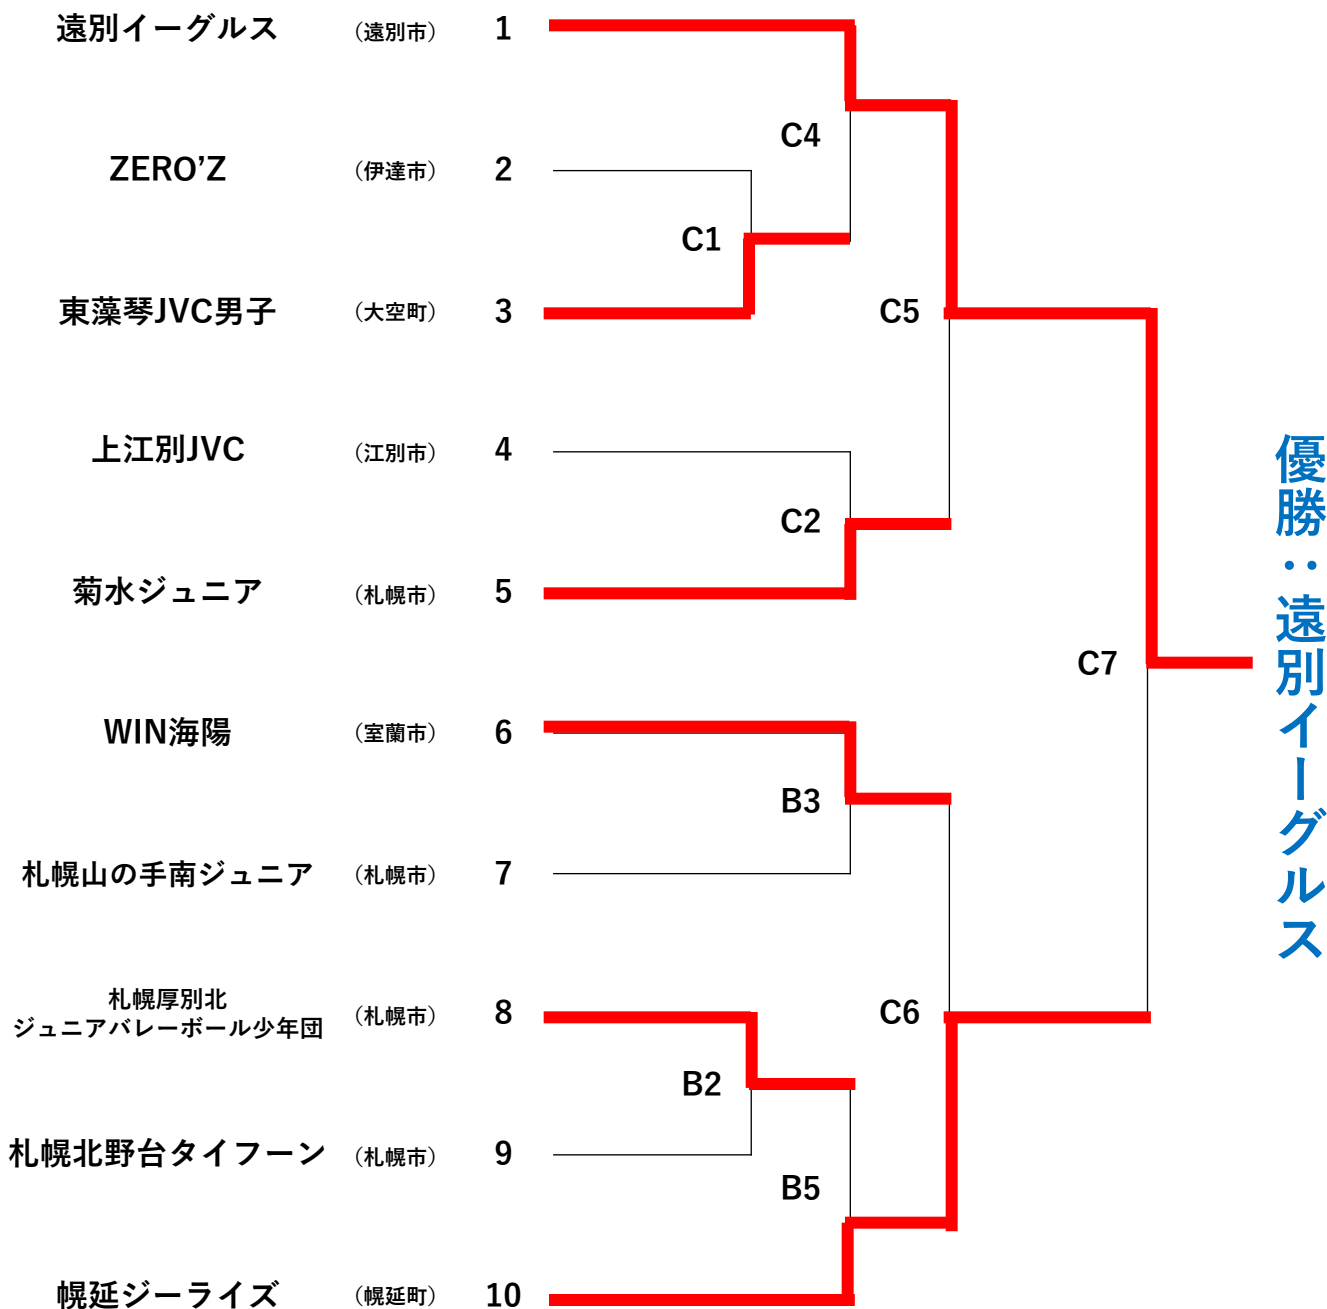 遠別イーグルス （遠別市） 1
C4
ZERO’Z （伊達市） 2
C1
東藻琴JVC男子 （大空町） 3
C5
上江別JVC （江別市） 4
C2
菊水ジュニア （札幌市） 5
C7
WIN海陽 （室蘭市） 6
B3
札幌山の手南ジュニア （札幌市） 7
札幌厚別北
ジュニアバレーボール少年団 （札幌市） 8
C6
B2
札幌北野台タイフーン （札幌市） 9
B5
幌延ジーライズ （幌延町） 10
優勝：遠別イーグルス